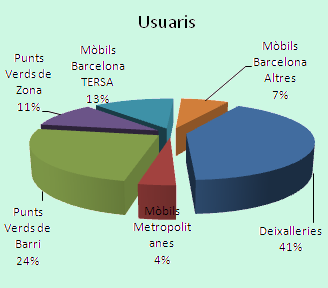 Usuaris
Mòbils
Barcelona
Altres
7%
Deixalleries
41%
Mòbils
Metropolit
anes
4%
Punts
Verds de
Barri
24%
Punts
Verds de
Zona
11%
Mòbils
Barcelona
TERSA
13%